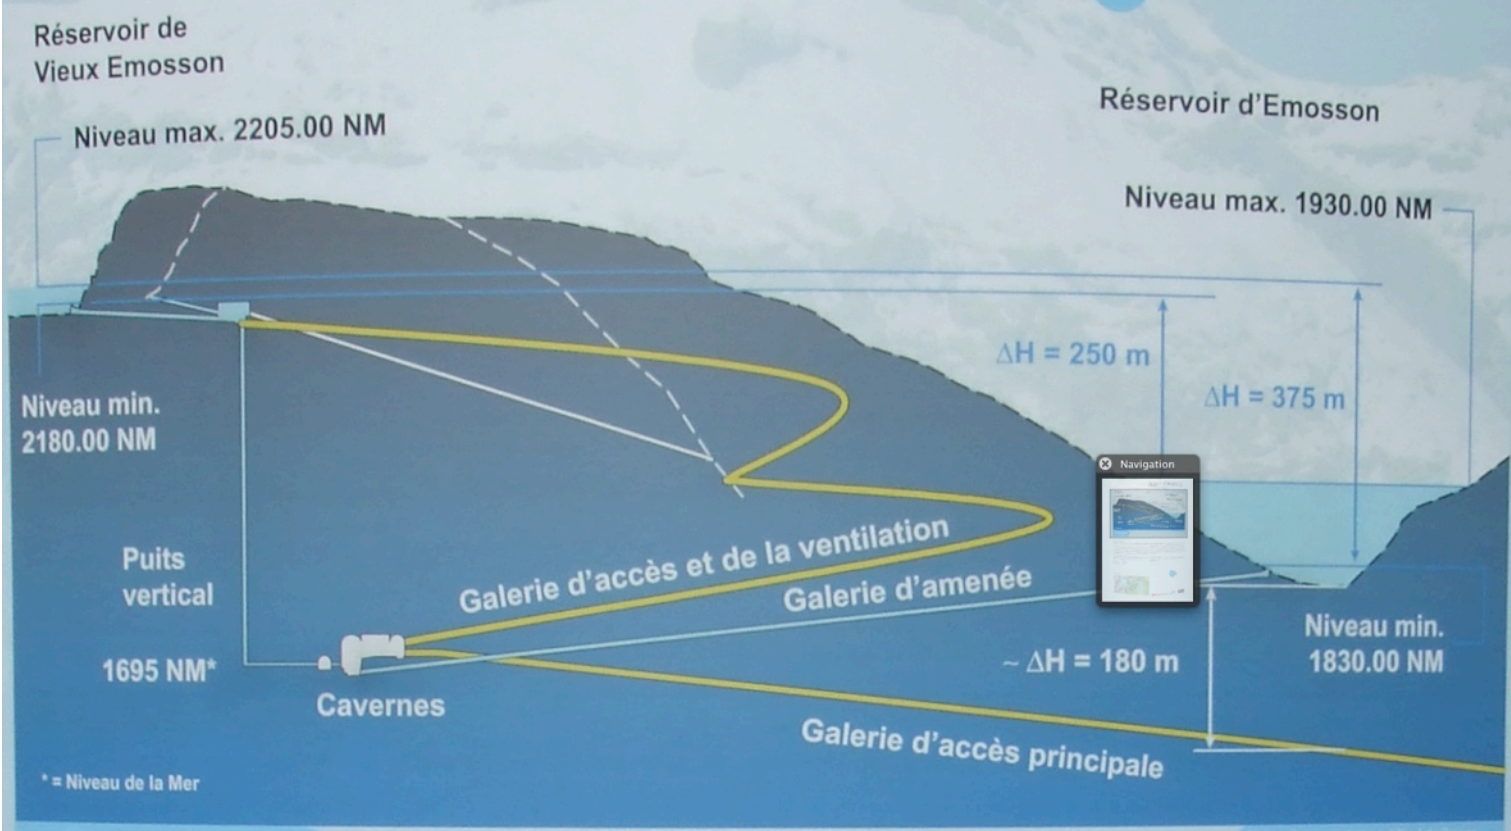 Réservoir de
Vieux Emosson
Niveau max. 2205.00 NM
Réservoir d'Emosson
Niveau max. 1930.00 NM
ΔH = 250 m
ΔH = 375 m
Niveau min.
2180.00 NM
Navigation
Puits
vertical
Galerie d'accès et de la ventilation
Galerie d'amenée
1695 NM*
Cavernes
~ ΔH = 180 m
Niveau min.
1830.00 NM
Galerie d'accès principale
* = Niveau de la Mer